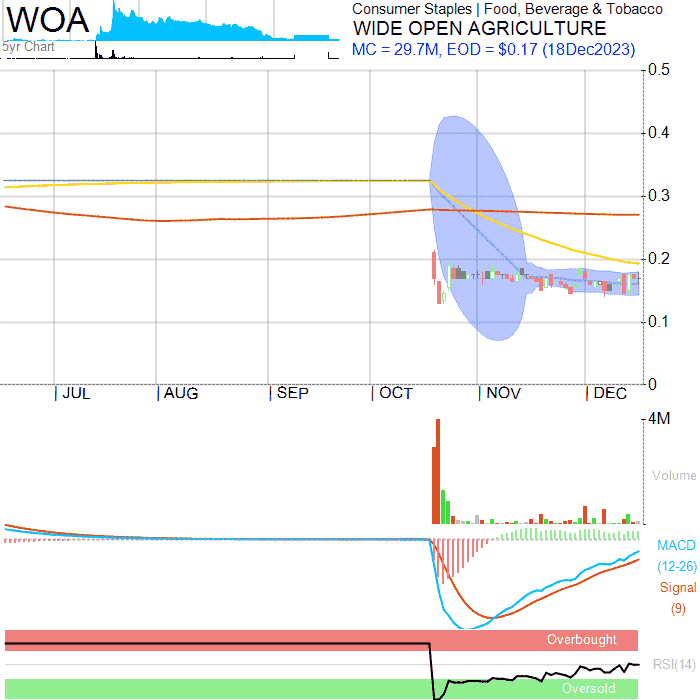 WOA
5yr Chart
Consumer Staples | Food, Beverage & Tobacco
WIDE OPEN AGRICULTURE
MC = 29.7M, EOD = $0.17 (18Dec2023)
0.5
0.4
0.3
0.2
0.1
0
JUL AUG SEP OCT NOV DEC
4M
Volume
MACD
(12-26)
Signal
(9)
Overbought
RSI(14)
Oversold